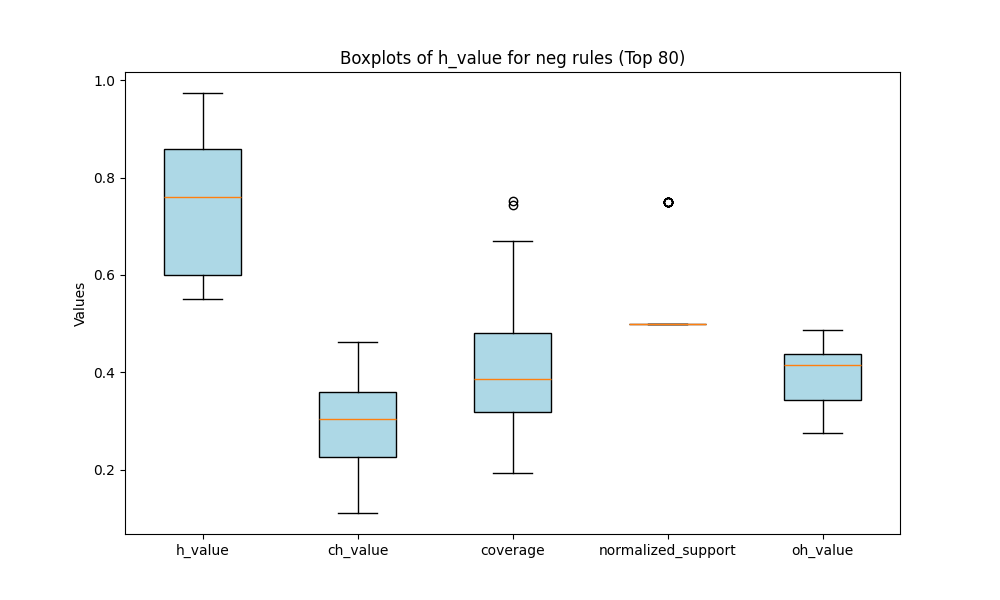 Boxplots of h_value for neg rules (Top 80)
Values
1.0
0.8
0.6
0.4
0.2
h_value ch_value coverage normalized_support oh_value